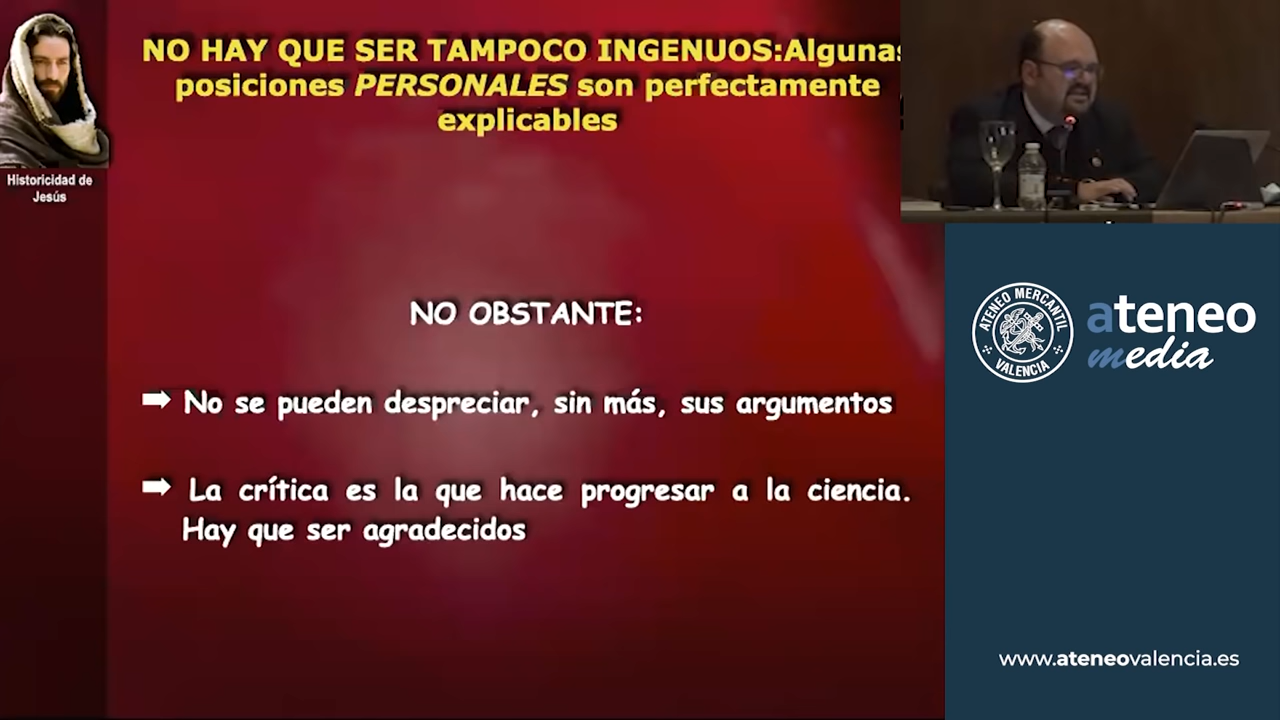 NO HAY QUE SER TAMPOCO INGENUOS:Algunas
posiciones PERSONALES son perfectamente
explicables
Historicidad de
Jesús
NO OBSTANTE:
No se pueden despreciar, sin más, sus argumentos
La crítica es la que hace progresar a la ciencia.
Hay que ser agradecidos
ATENEO MERCANTIL
VALENCIA
ateneo
media
www.ateneovalencia.es